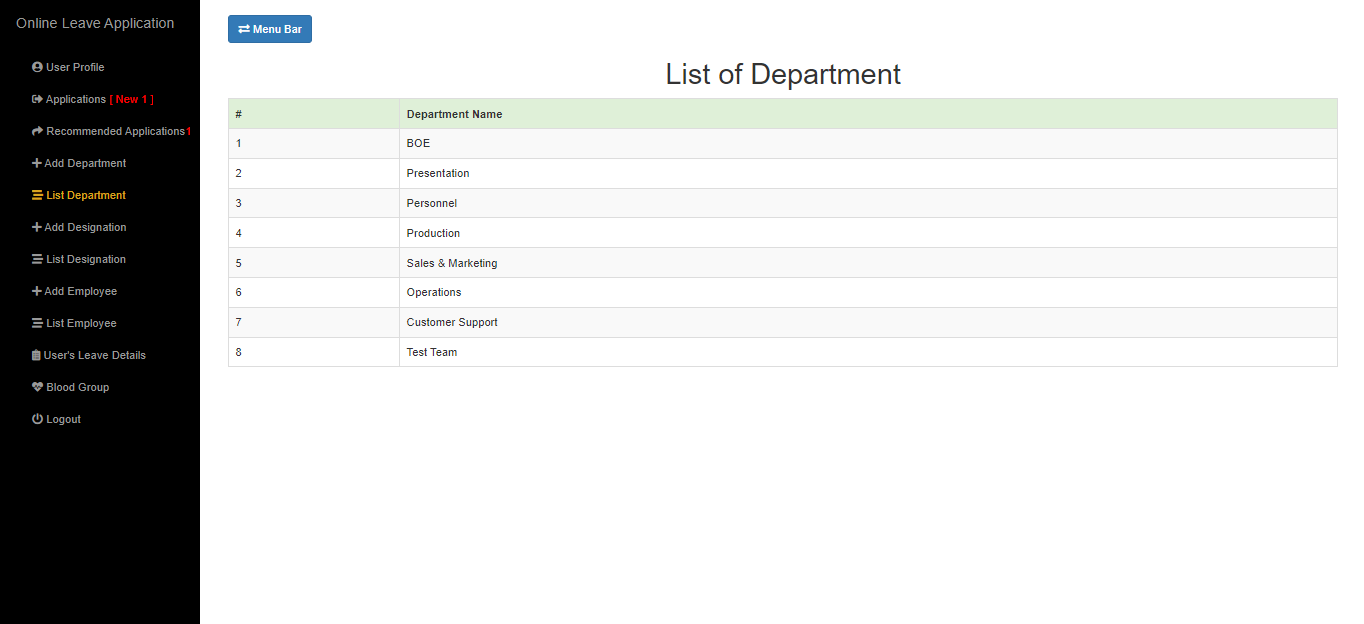 Online Leave Application
User Profile
Applications [ New 1 ]
Recommended Applications1
Add Department
List Department
Add Designation
List Designation
Add Employee
List Employee
User's Leave Details
Blood Group
Logout
Menu Bar
List of Department
# Department Name
1 BOE
2 Presentation
3 Personnel
4 Production
5 Sales & Marketing
6 Operations
7 Customer Support
8 Test Team